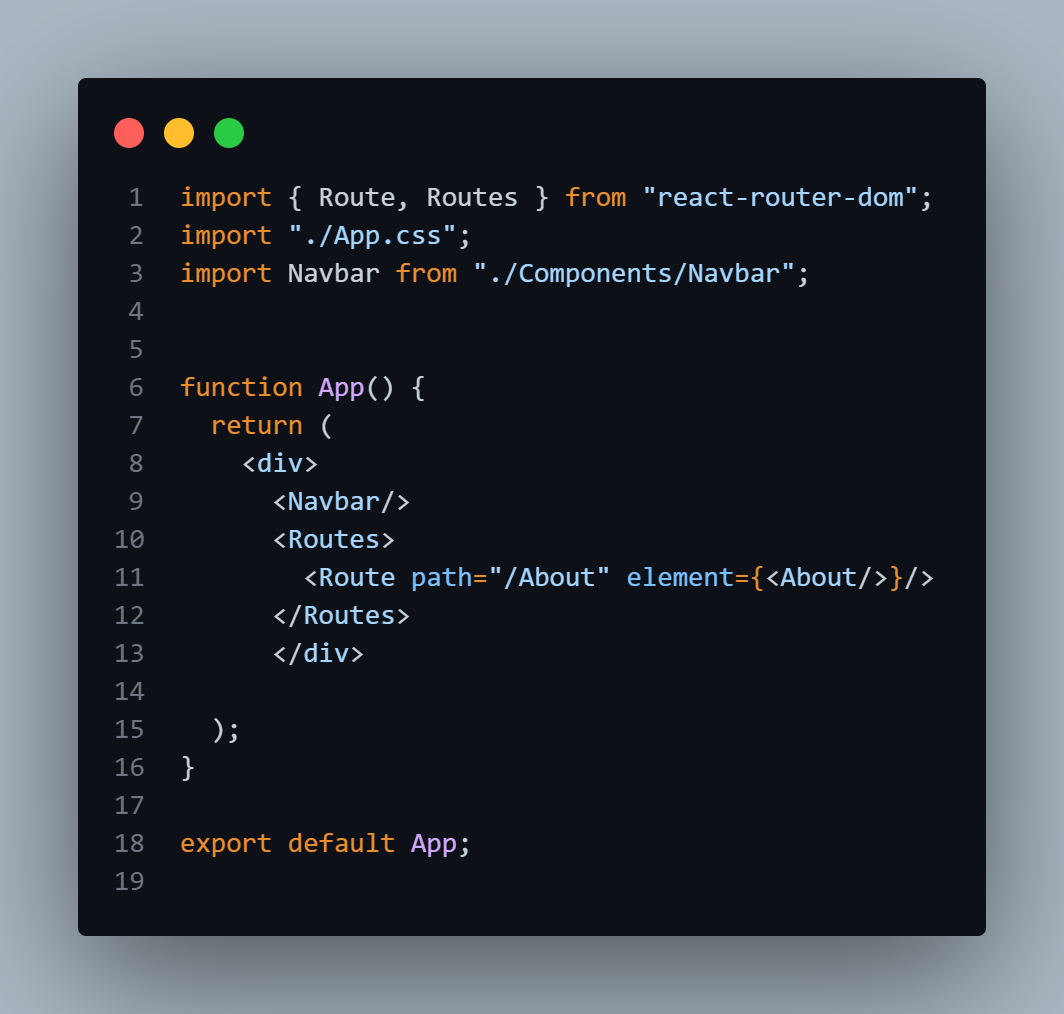 1 import { Route, Routes } from "react-router-dom";
2 import "./App.css";
3 import Navbar from "./Components/Navbar";
4
5
6 function App() {
7   return (
8     <div>
9       <Navbar/>
10       <Routes>
11         <Route path="/About" element={<About/>}/>
12       </Routes>
13       </div>
14
15   );
16 }
17
18 export default App;
19